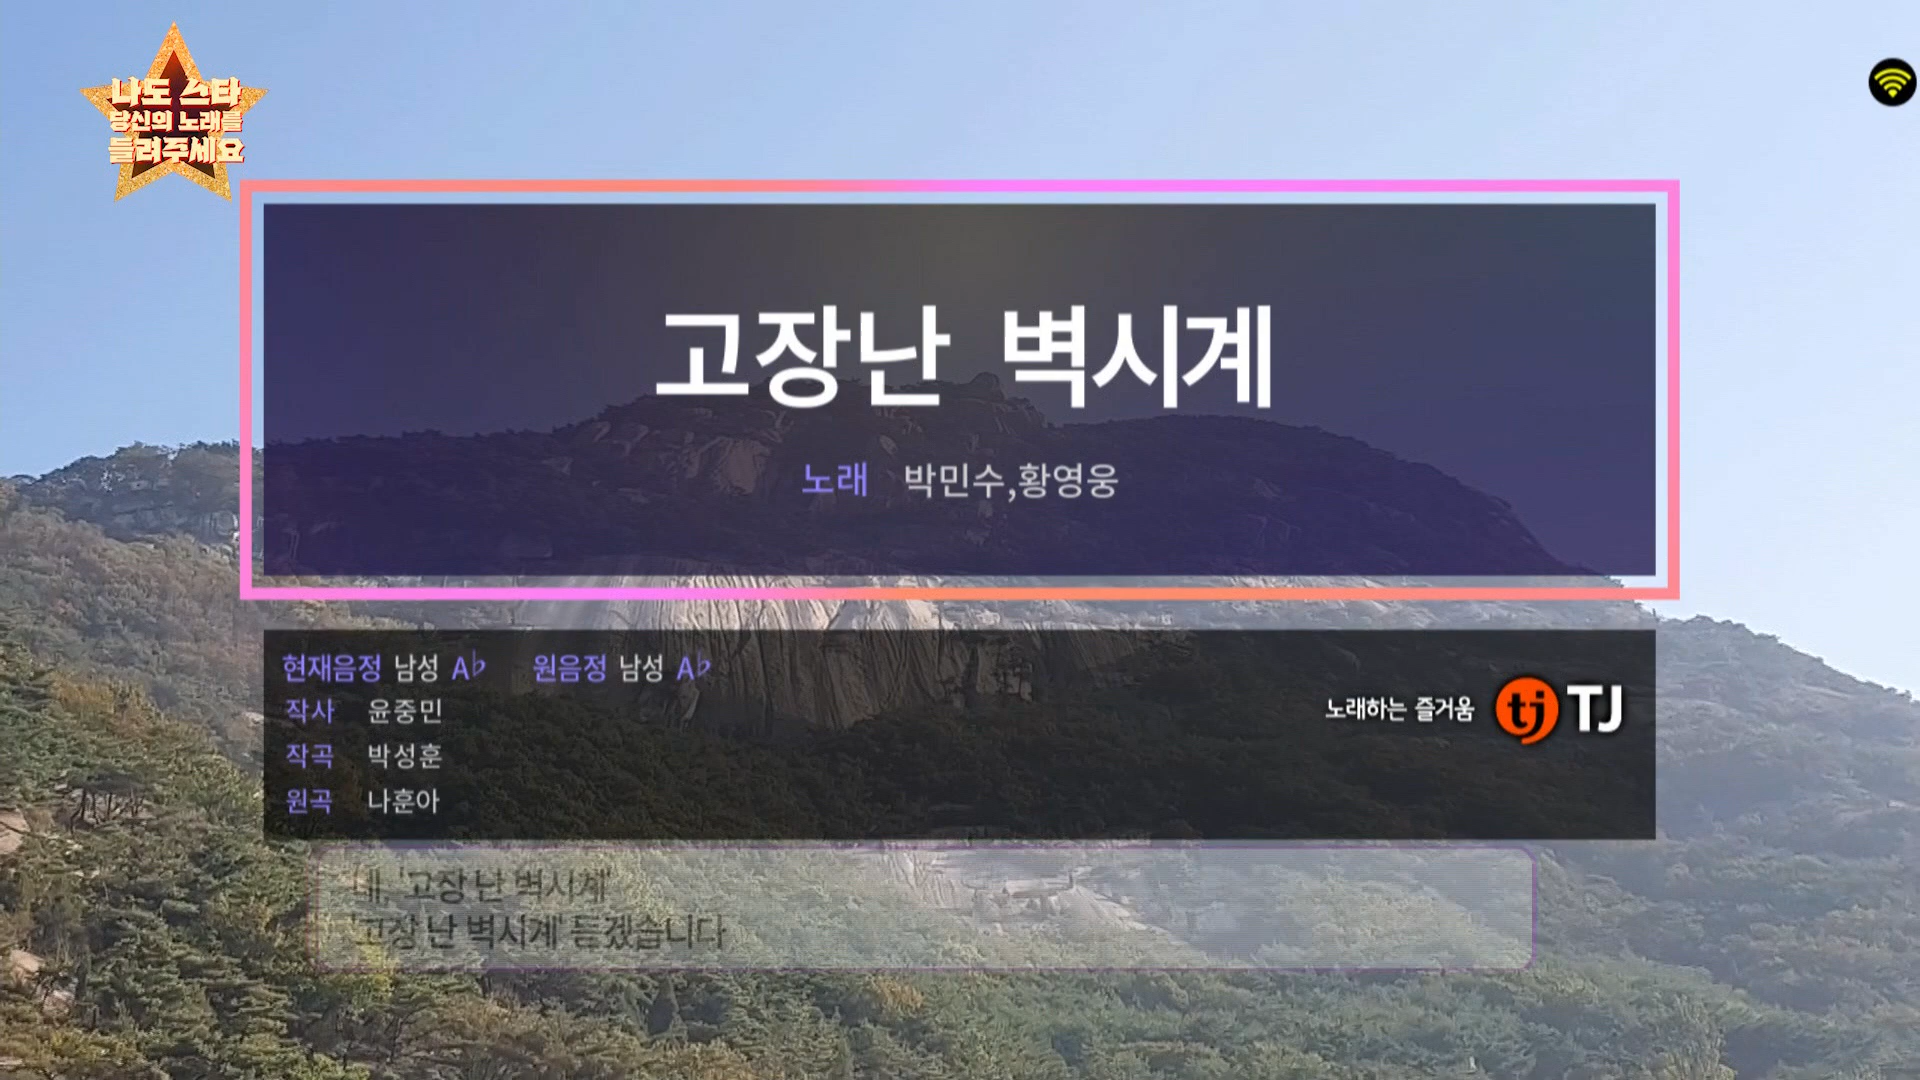 나도 스타
당신의 노래를
들려주세요
고장난 벽시계
노래 박민수,황영웅
현재음정 남성 A♭ 원음정 남성 A♭
작사 윤중민
작곡 박성훈
원곡 나훈아
노래하는 즐거움 tj TJ
네, '고장 난 벽시계'
'고장 난 벽시계' 듣겠습니다